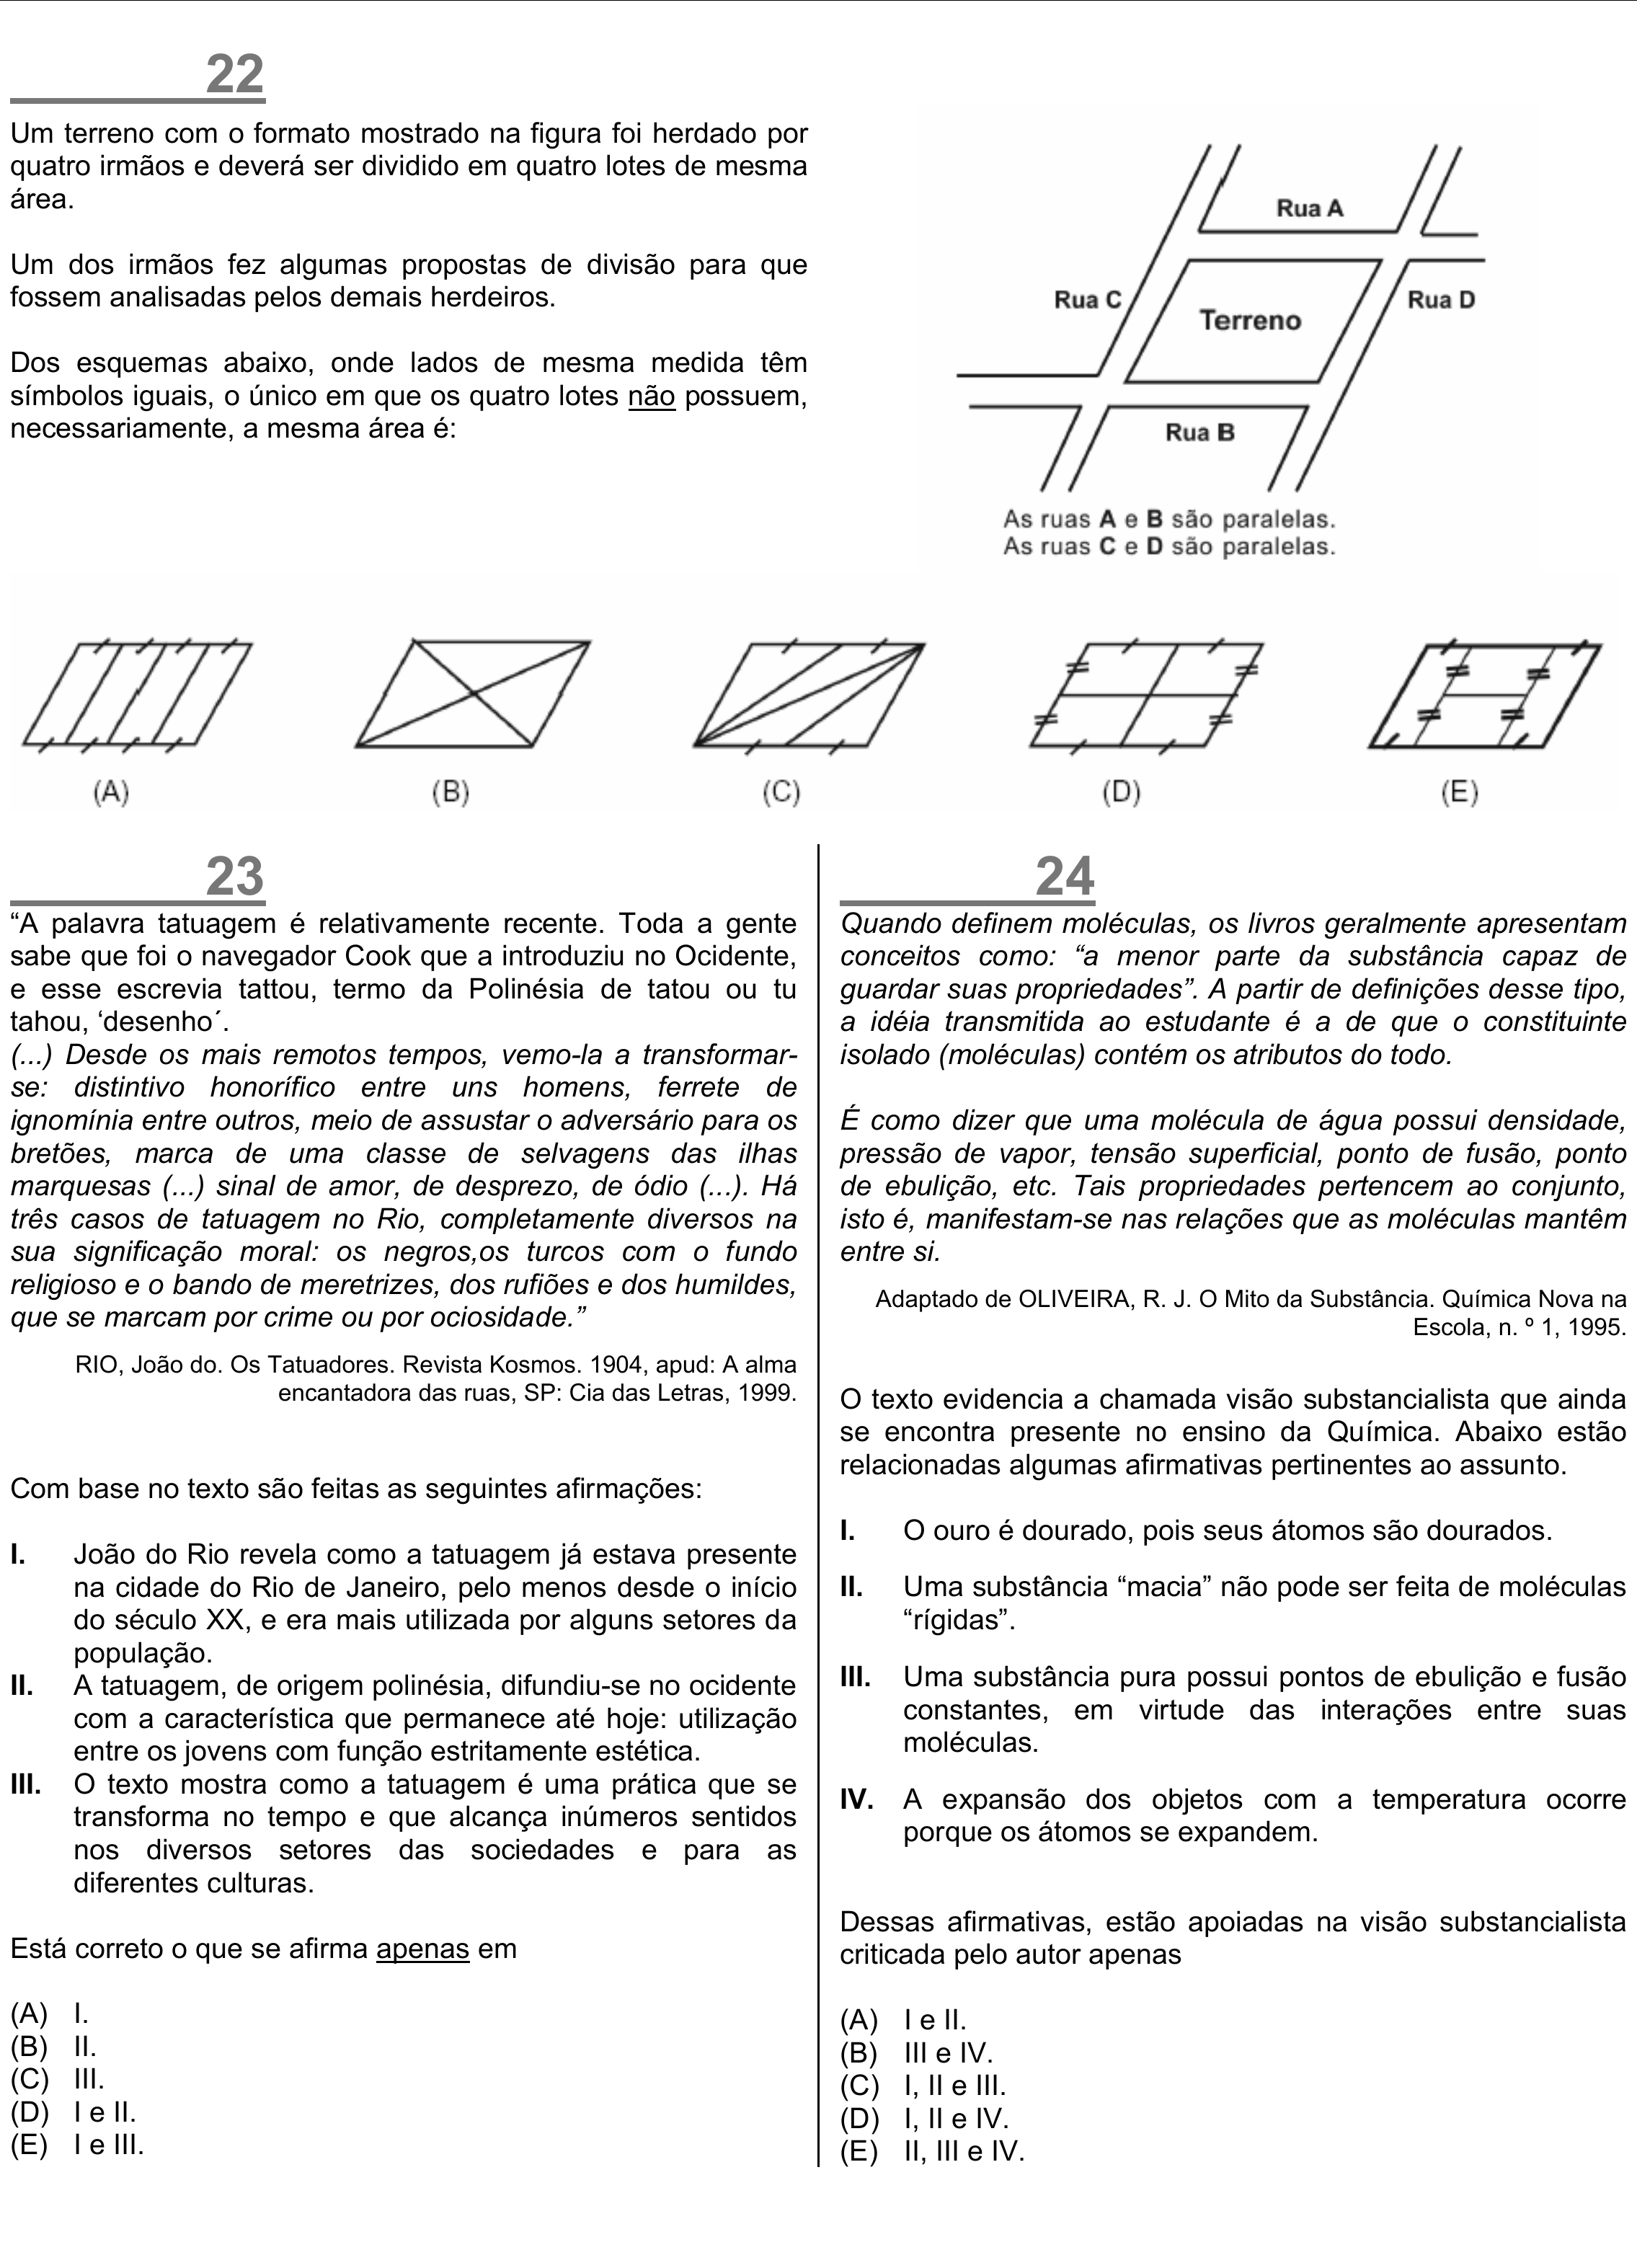 22
Um terreno com o formato mostrado na figura foi herdado por
quatro irmãos e deverá ser dividido em quatro lotes de mesma
área.
Um dos irmãos fez algumas propostas de divisão para que
fossem analisadas pelos demais herdeiros.
Dos esquemas abaixo, onde lados de mesma medida têm
símbolos iguais, o único em que os quatro lotes não possuem,
necessariamente, a mesma área é:
Rua A
Rua C
Terreno
Rua D
Rua B
As ruas A e B são paralelas.
As ruas C e D são paralelas.
(A)
(B)
(C)
(D)
(E)
23
“A palavra tatuagem é relativamente recente. Toda a gente
sabe que foi o navegador Cook que a introduziu no Ocidente,
e esse escrevia tattou, termo da Polinésia de tatou ou tu
tahou, ‘desenho´.
(...) Desde os mais remotos tempos, vemo-la a transformar-
se: distintivo honorífico entre uns homens, ferrete de
ignomínia entre outros, meio de assustar o adversário para os
bretões, marca de uma classe de selvagens das ilhas
marquesas (...) sinal de amor, de desprezo, de ódio (...). Há
três casos de tatuagem no Rio, completamente diversos na
sua significação moral: os negros,os turcos com o fundo
religioso e o bando de meretrizes, dos rufiões e dos humildes,
que se marcam por crime ou por ociosidade.”
RIO, João do. Os Tatuadores. Revista Kosmos. 1904, apud: A alma
encantadora das ruas, SP: Cia das Letras, 1999.
Com base no texto são feitas as seguintes afirmações:
I. João do Rio revela como a tatuagem já estava presente
na cidade do Rio de Janeiro, pelo menos desde o início
do século XX, e era mais utilizada por alguns setores da
população.
II. A tatuagem, de origem polinésia, difundiu-se no ocidente
com a característica que permanece até hoje: utilização
entre os jovens com função estritamente estética.
III. O texto mostra como a tatuagem é uma prática que se
transforma no tempo e que alcança inúmeros sentidos
nos diversos setores das sociedades e para as
diferentes culturas.
Está correto o que se afirma apenas em
(A) I.
(B) II.
(C) III.
(D) I e II.
(E) I e III.
24
Quando definem moléculas, os livros geralmente apresentam
conceitos como: “a menor parte da substância capaz de
guardar suas propriedades”. A partir de definições desse tipo,
a idéia transmitida ao estudante é a de que o constituinte
isolado (moléculas) contém os atributos do todo.
É como dizer que uma molécula de água possui densidade,
pressão de vapor, tensão superficial, ponto de fusão, ponto
de ebulição, etc. Tais propriedades pertencem ao conjunto,
isto é, manifestam-se nas relações que as moléculas mantêm
entre si.
Adaptado de OLIVEIRA, R. J. O Mito da Substância. Química Nova na
Escola, n. º 1, 1995.
O texto evidencia a chamada visão substancialista que ainda
se encontra presente no ensino da Química. Abaixo estão
relacionadas algumas afirmativas pertinentes ao assunto.
I. O ouro é dourado, pois seus átomos são dourados.
II. Uma substância “macia” não pode ser feita de moléculas
“rígidas”.
III. Uma substância pura possui pontos de ebulição e fusão
constantes, em virtude das interações entre suas
moléculas.
IV. A expansão dos objetos com a temperatura ocorre
porque os átomos se expandem.
Dessas afirmativas, estão apoiadas na visão substancialista
criticada pelo autor apenas
(A) I e II.
(B) III e IV.
(C) I, II e III.
(D) I, II e IV.
(E) II, III e IV.